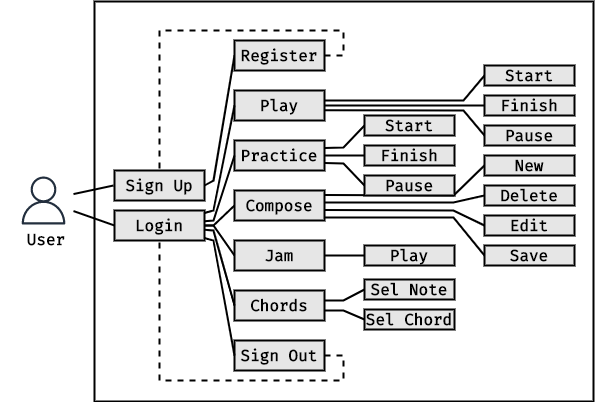 Register
Start
Play
Finish
Start
Pause
Practice
Finish
New
Sign Up
Pause
Delete
Compose
Login
Edit
User
Jam
Play
Save
Sel Note
Chords
Sel Chord
Sign Out